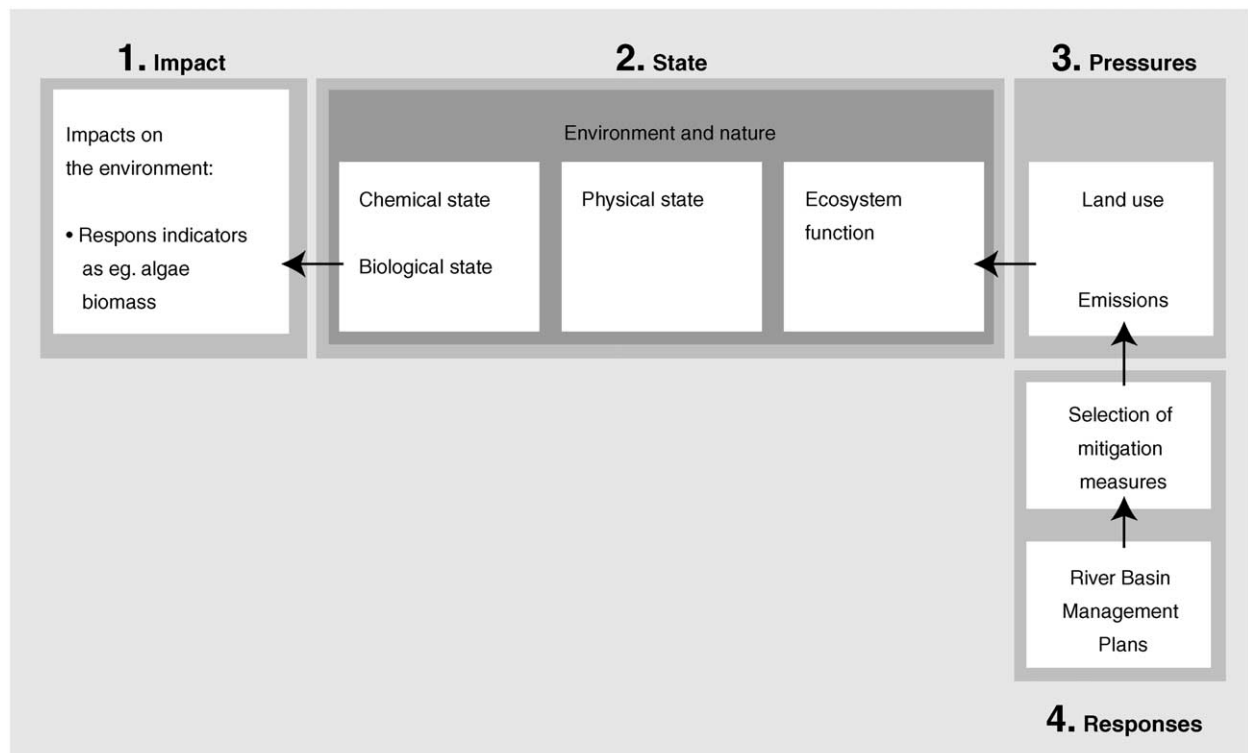 1. Impact
Impacts on
the environment:
• Respons indicators
as eg. algae
biomass
2. State
Environment and nature
Chemical state
Biological state
Physical state
Ecosystem
function
3. Pressures
Land use
Emissions
Selection of
mitigation
measures
River Basin
Management
Plans
4. Responses